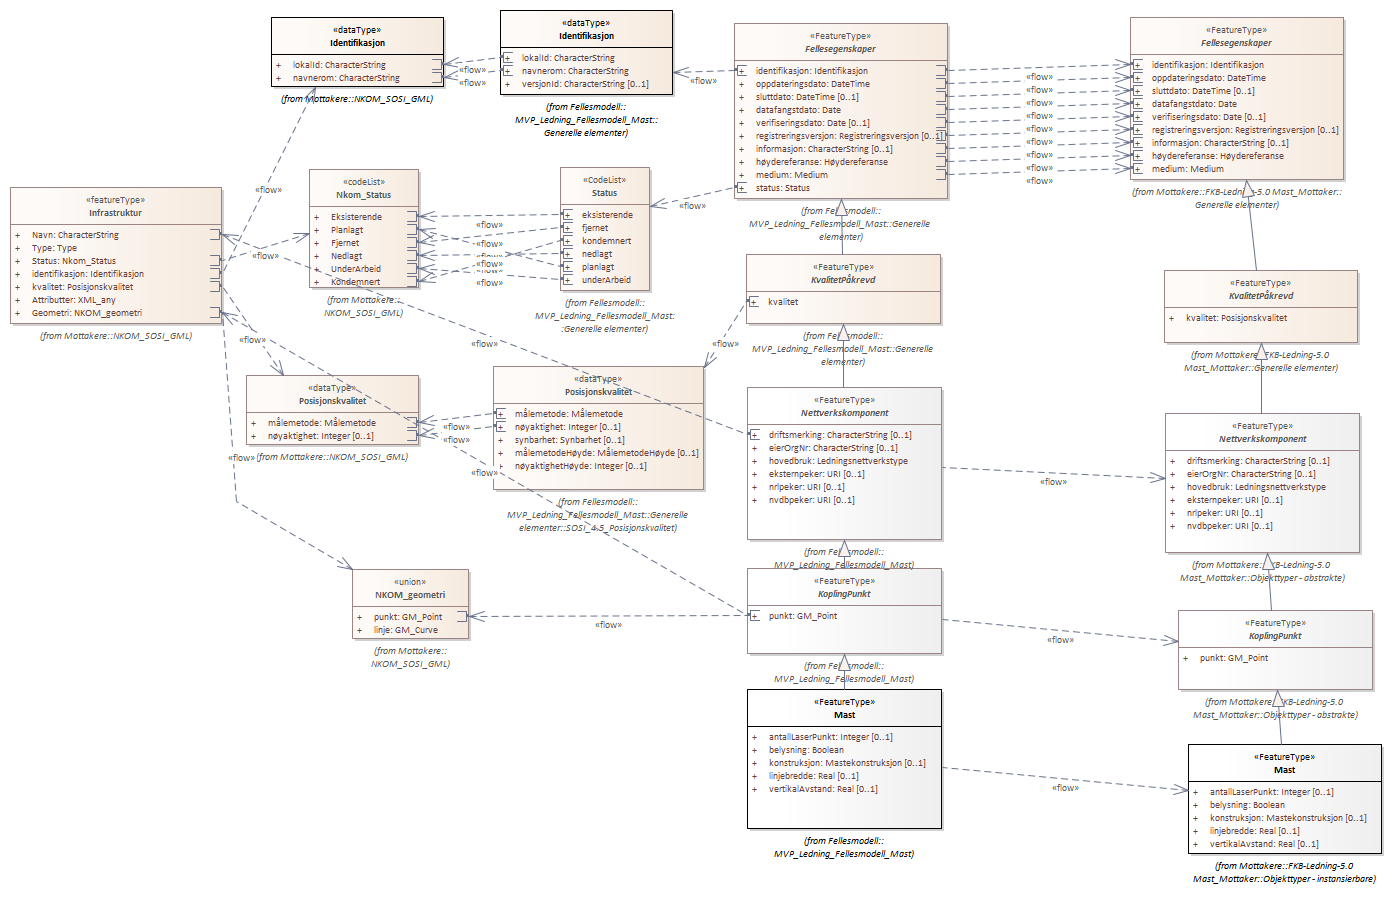 «dataType»
Identifikasjon
+ lokalId: CharacterString
+ navnerom: CharacterString
(from Mottakere::NKOM_SOSI_GML)
«dataType»
Identifikasjon
+ lokalId: CharacterString
+ navnerom: CharacterString
+ versjonId: CharacterString [0..1]
(from Fellesmodell::
MVP_Ledning_Fellesmodell_Mast::
Generelle elementer)
«FeatureType»
Fellesegenskaper
+ identifikasjon: Identifikasjon
+ oppdateringsdato: DateTime
+ sluttdato: DateTime [0..1]
+ datafangstdato: Date
+ verifiseringsdato: Date [0..1]
+ registreringsversjon: Registreringsversjon [0..1]
+ informasjon: CharacterString [0..1]
+ høydereferanse: Høydereferanse
+ medium: Medium
+ status: Status
(from Fellesmodell::
MVP_Ledning_Fellesmodell_Mast::Generelle
elementer)
«FeatureType»
Fellesegenskaper
+ identifikasjon: Identifikasjon
+ oppdateringsdato: DateTime
+ sluttdato: DateTime [0..1]
+ datafangstdato: Date
+ verifiseringsdato: Date [0..1]
+ registreringsversjon: Registreringsversjon [0..1]
+ informasjon: CharacterString [0..1]
+ høydereferanse: Høydereferanse
+ medium: Medium
(from Mottakere::FKB-Ledning-5.0 Mast_Mottaker::
Generelle elementer)
«flow»
«flow»
«flow»
«flow»
«flow»
«flow»
«flow»
«flow»
«flow»
«flow»
«flow»
«flow»
«flow»
«flow»
«featureType»
Infrastruktur
+ Navn: CharacterString
+ Type: Type
+ Status: Nkom_Status
+ identifikasjon: Identifikasjon
+ kvalitet: Posisjonskvalitet
+ Attributter: XML_any
+ Geometri: NKOM_geometri
(from Mottakere::NKOM_SOSI_GML)
«codeList»
Nkom_Status
+ Eksisterende
+ Planlagt
+ Fjernet
+ Nedlagt
+ UnderArbeid
+ Kondemnert
(from Mottakere::
NKOM_SOSI_GML)
«CodeList»
Status
+ eksisterende
+ fjernet
+ kondemnert
+ nedlagt
+ planlagt
+ underArbeid
(from Fellesmodell::
MVP_Ledning_Fellesmodell_Mast:
:Generelle elementer)
«flow»
«flow»
«flow»
«flow»
«flow»
«flow»
«FeatureType»
KvalitetPåkrevd
+ kvalitet
(from Fellesmodell::
MVP_Ledning_Fellesmodell_Mast::Generelle
elementer)
«FeatureType»
KvalitetPåkrevd
+ kvalitet: Posisjonskvalitet
(from Mottakere::FKB-Ledning-5.0
Mast_Mottaker::Generelle elementer)
«flow»
«flow»
«flow»
«dataType»
Posisjonskvalitet
+ målemetode: Målemetode
+ nøyaktighet: Integer [0..1]
(from Mottakere::NKOM_SOSI_GML)
«dataType»
Posisjonskvalitet
+ målemetode: Målemetode
+ nøyaktighet: Integer [0..1]
+ synbarhet: Synbarhet [0..1]
+ målemetodeHøyde: MålemetodeHøyde [0..1]
+ nøyaktighetHøyde: Integer [0..1]
(from Fellesmodell::
MVP_Ledning_Fellesmodell_Mast::Generelle
elementer::SOSI_4.5_Posisjonskvalitet)
«flow»
«flow»
«flow»
«flow»
«FeatureType»
Nettverkskomponent
+ driftsmerking: CharacterString [0..1]
+ eierOrgNr: CharacterString [0..1]
+ hovedbruk: Ledningsnettverkstype
+ eksternpeker: URI [0..1]
+ nrlpeker: URI [0..1]
+ nvdbpeker: URI [0..1]
(from Fellesmodell::
MVP_Ledning_Fellesmodell_Mast)
«flow»
«FeatureType»
Nettverkskomponent
+ driftsmerking: CharacterString [0..1]
+ eierOrgNr: CharacterString [0..1]
+ hovedbruk: Ledningsnettverkstype
+ eksternpeker: URI [0..1]
+ nrlpeker: URI [0..1]
+ nvdbpeker: URI [0..1]
(from Mottakere::FKB-Ledning-5.0
Mast_Mottaker::Objekttyper - abstrakte)
«union»
NKOM_geometri
+ punkt: GM_Point
+ linje: GM_Curve
(from Mottakere::
NKOM_SOSI_GML)
«flow»
«FeatureType»
KoplingPunkt
+ punkt: GM_Point
(from Fellesmodell::
MVP_Ledning_Fellesmodell_Mast)
«flow»
«FeatureType»
KoplingPunkt
+ punkt: GM_Point
(from Mottakere::FKB-Ledning-5.0
Mast_Mottaker::Objekttyper - abstrakte)
«FeatureType»
Mast
+ antallLaserPunkt: Integer [0..1]
+ belysning: Boolean
+ konstruksjon: Mastekonstruksjon [0..1]
+ linjebredde: Real [0..1]
+ vertikalAvstand: Real [0..1]
(from Fellesmodell::
MVP_Ledning_Fellesmodell_Mast)
«flow»
«FeatureType»
Mast
+ antallLaserPunkt: Integer [0..1]
+ belysning: Boolean
+ konstruksjon: Mastekonstruksjon [0..1]
+ linjebredde: Real [0..1]
+ vertikalAvstand: Real [0..1]
(from Mottakere::FKB-Ledning-5.0
Mast_Mottaker::Objekttyper - instansierbare)